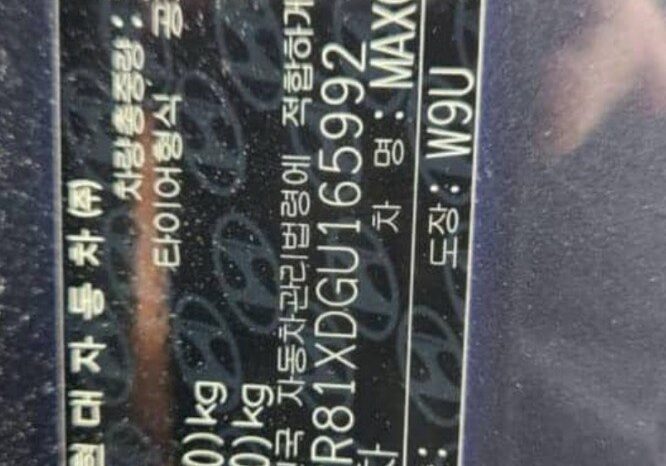 현대자동차(주)
차량총중량:
타이어형식 공
0)kg
0)kg
국 자동차관리법령에 적합하게
R81XDGU165992
차 명: MAX
도장: W9U